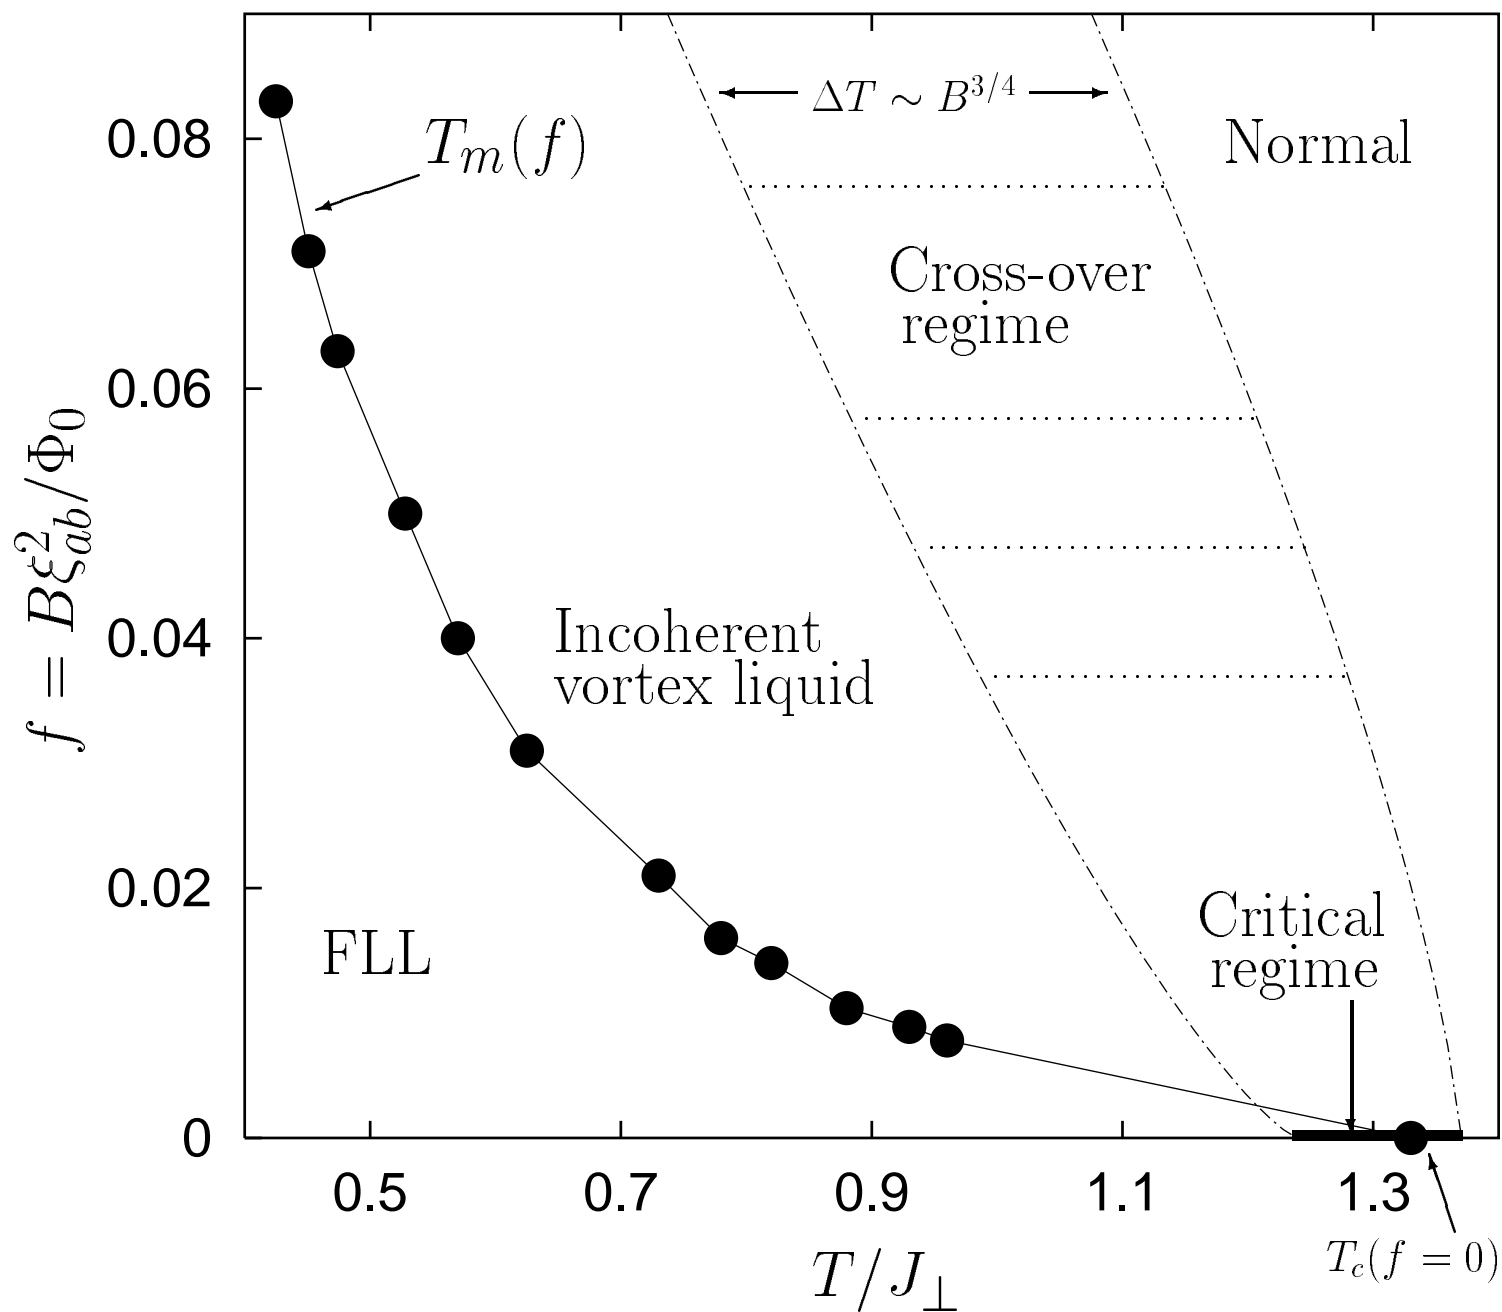 ΔT ∼ B^{3/4}
T_m(f)
Normal
Cross-over
regime
Incoherent
vortex liquid
FLL
Critical
regime
T_c(f = 0)
0.08
0.06
0.04
0.02
0
f = Bξ_{ab}^2/Φ_0
0.5 0.7 0.9 1.1 1.3
T/J_⊥